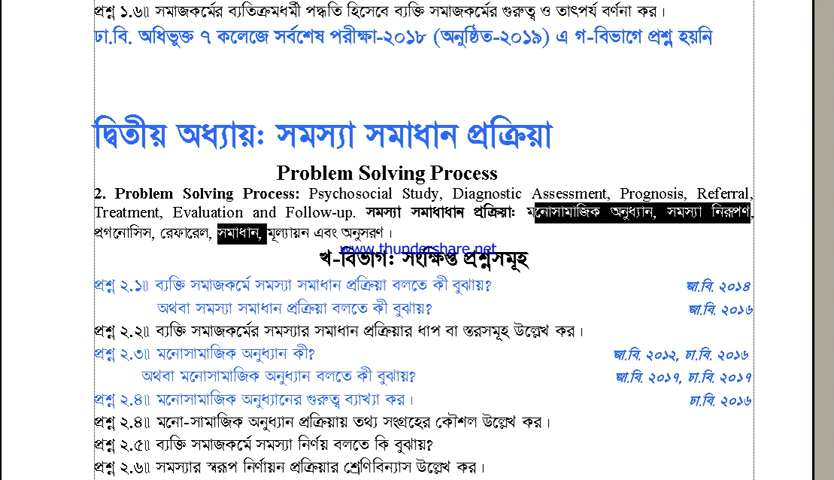 প্রশ্ন ১.৬॥ সমাজকর্মের ব্যতিক্রমধর্মী পদ্ধতি হিসেবে ব্যক্তি সমাজকর্মের গুরুত্ব ও তাৎপর্য বর্ণনা কর।
ঢা.বি. অধিভুক্ত ৭ কলেজে সর্বশেষ পরীক্ষা-২০১৮ (অনুষ্ঠিত-২০১৯) এ গ-বিভাগে প্রশ্ন হয়নি
দ্বিতীয় অধ্যায়: সমস্যা সমাধান প্রক্রিয়া
Problem Solving Process
2. Problem Solving Process: Psychosocial Study, Diagnostic Assessment, Prognosis, Referral,
Treatment, Evaluation and Follow-up. সমস্যা সমাধাধান প্রক্রিয়া: মনোসামাজিক অনুধ্যান, সমস্যা নিরূপণ,
প্রগনোসিস, রেফারেল, সমাধান, মূল্যায়ন এবং অনুসরণ।
www.thundershare.net
খ-বিভাগ: সংক্ষিপ্ত প্রশ্নসমূহ
প্রশ্ন ২.১॥ ব্যক্তি সমাজকর্মে সমস্যা সমাধান প্রক্রিয়া বলতে কী বুঝায়? জা.বি. ২০১৪
অথবা সমস্যা সমাধান প্রক্রিয়া বলতে কী বুঝায়? জা.বি. ২০১৬
প্রশ্ন ২.২॥ ব্যক্তি সমাজকর্মের সমস্যার সমাধান প্রক্রিয়ার ধাপ বা স্তরসমূহ উল্লেখ কর।
প্রশ্ন ২.৩॥ মনোসামাজিক অনুধ্যান কী? জা.বি. ২০১২, ঢা.বি. ২০১৬
অথবা মনোসামাজিক অনুধ্যান বলতে কী বুঝায়? জা.বি. ২০১৭, ঢা.বি. ২০১৭
প্রশ্ন ২.৪॥ মনোসামাজিক অনুধ্যানের গুরুত্ব ব্যাখ্যা কর। ঢা.বি. ২০১৬
প্রশ্ন ২.৪॥ মনো-সামাজিক অনুধ্যান প্রক্রিয়ায় তথ্য সংগ্রহের কৌশল উল্লেখ কর।
প্রশ্ন ২.৫॥ ব্যক্তি সমাজকর্মে সমস্যা নির্ণয় বলতে কি বুঝায়?
প্রশ্ন ২.৬॥ সমস্যার স্বরূপ নির্ণায়ন প্রক্রিয়ার শ্রেণিবিন্যাস উল্লেখ কর।